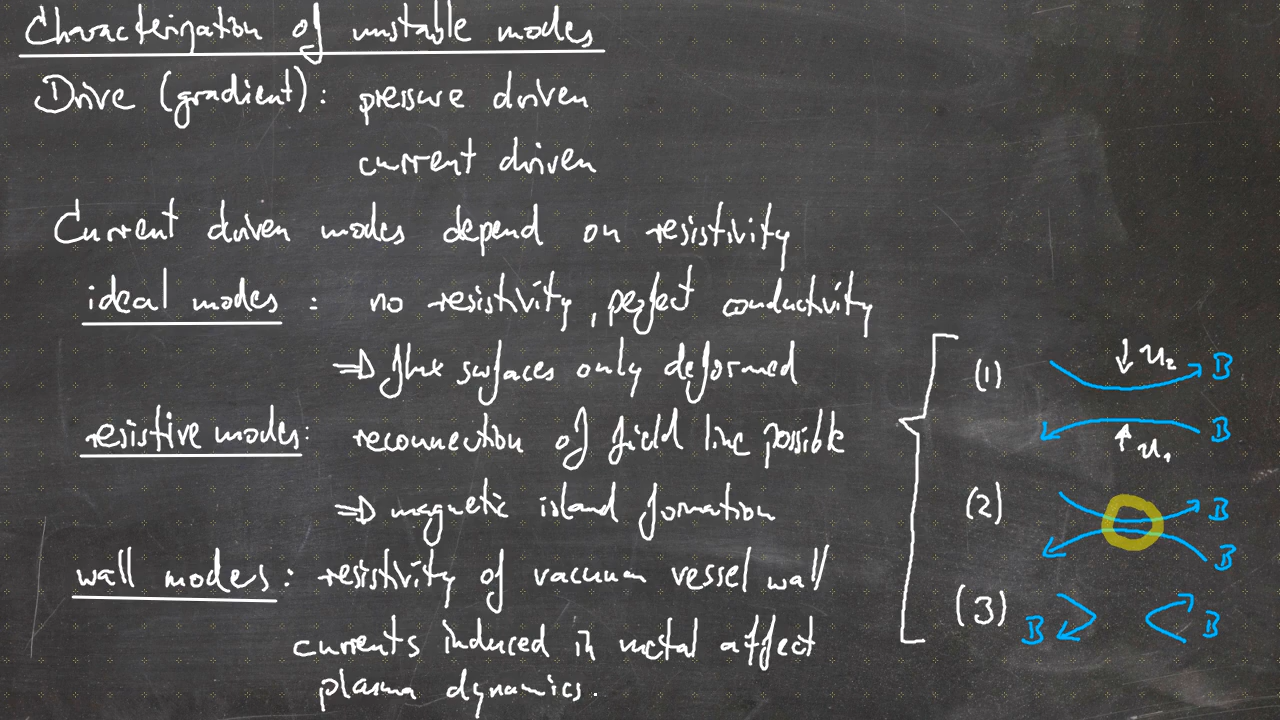 Characterization of unstable modes
Drive (gradient): pressure driven
current driven
Current driven modes depend on resistivity
ideal modes : no resistivity, perfect conductivity
⇒ flux surfaces only deformed
resistive modes: reconnection of field line possible
⇒ magnetic island formation
wall modes: resistivity of vacuum vessel wall
currents induced in metal affect
plasma dynamics.
(1) ↓ u₂ B
B
↑ u₁
(2) B
B
(3) B B